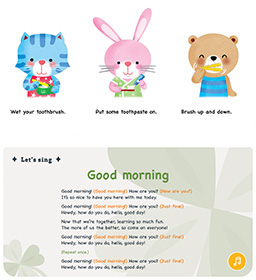 Wet your toothbrush.
Put some toothpaste on.
Brush up and down.
Let's sing
Good morning
Good morning! (Good morning!) How are you? (How are you?)
It's so nice to have you here with me today.
Good morning! (Good morning!) How are you? (Just fine!)
Howdy, how do you do, hello, good day!
Now that we're together, learning so much fun.
The more of us the better, so come on everyone!
Good morning! (Good morning!) How are you? (Just fine!)
Howdy, how do you do, hello, good day!
(Repeat once.)
Good morning! (Good morning!) How are you? (Just fine!)
Howdy, how do you do, hello, good day!